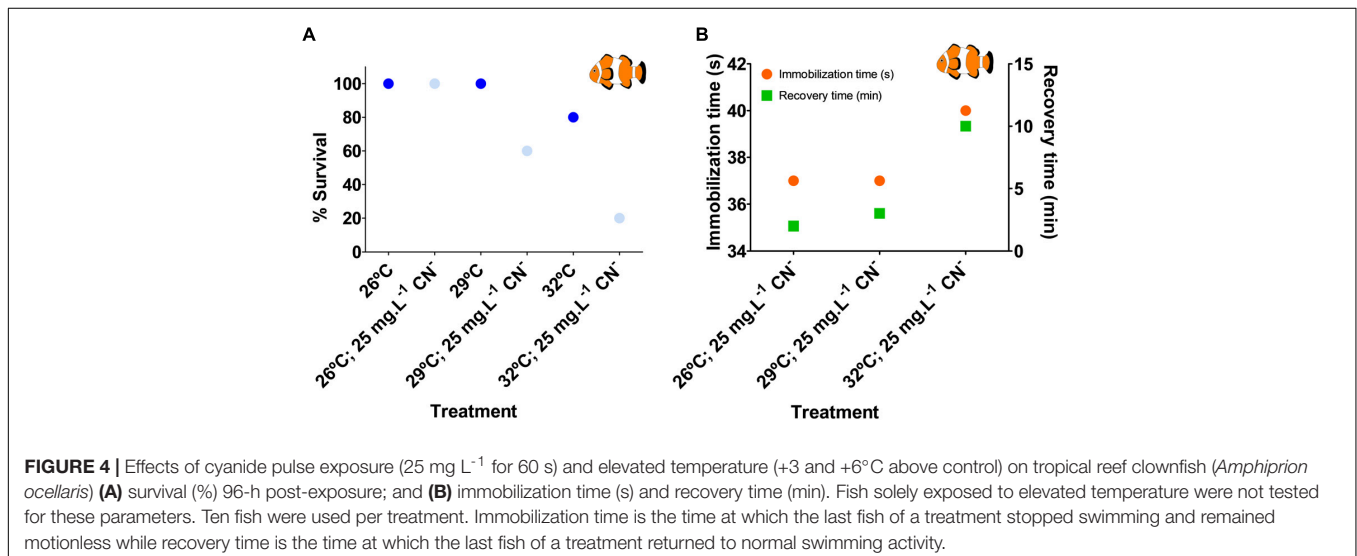 A
% Survival
100
80
60
40
20
0
26ºC
26ºC; 25 mg.L⁻¹ CN⁻
29ºC
29ºC; 25 mg.L⁻¹ CN⁻
32ºC
32ºC; 25 mg.L⁻¹ CN⁻
Treatment
B
Immobilization time (s)
42
40
38
36
34
Immobilization time (s)
Recovery time (min)
15
10
5
0
Recovery time (min)
26ºC; 25 mg.L⁻¹ CN⁻
29ºC; 25 mg.L⁻¹ CN⁻
32ºC; 25 mg.L⁻¹ CN⁻
Treatment
FIGURE 4 | Effects of cyanide pulse exposure (25 mg L⁻¹ for 60 s) and elevated temperature (+3 and +6°C above control) on tropical reef clownfish (Amphiprion
ocellaris) (A) survival (%) 96-h post-exposure; and (B) immobilization time (s) and recovery time (min). Fish solely exposed to elevated temperature were not tested
for these parameters. Ten fish were used per treatment. Immobilization time is the time at which the last fish of a treatment stopped swimming and remained
motionless while recovery time is the time at which the last fish of a treatment returned to normal swimming activity.